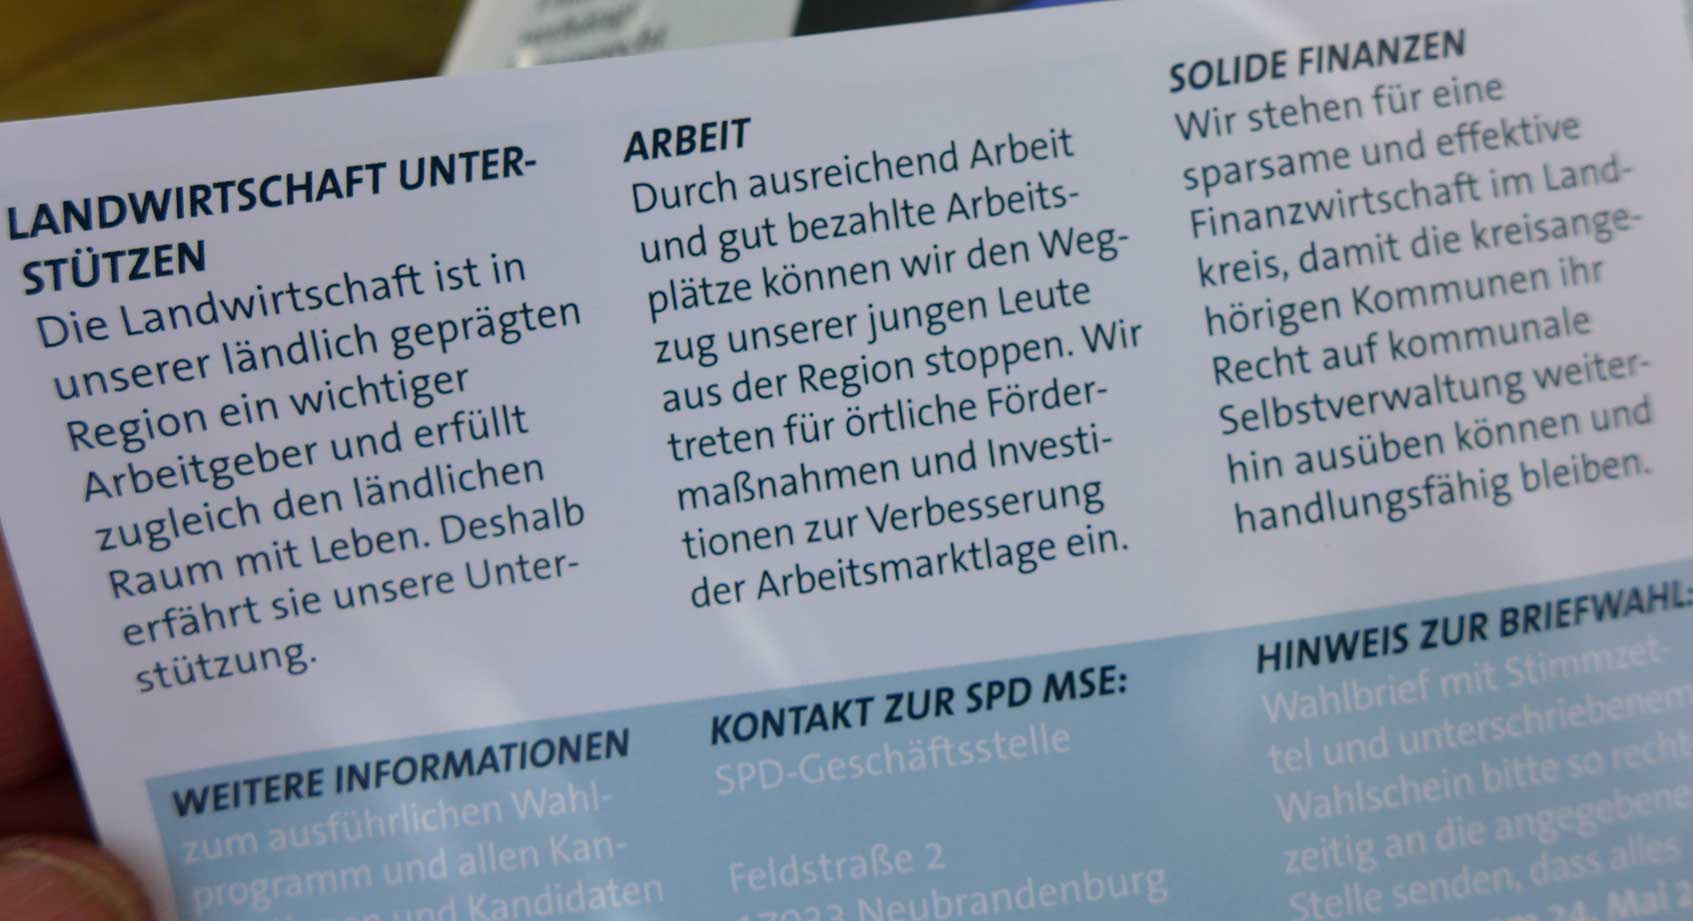 LANDWIRTSCHAFT UNTER-
STÜTZEN
Die Landwirtschaft ist in
unserer ländlich geprägten
Region ein wichtiger
Arbeitgeber und erfüllt
zugleich den ländlichen
Raum mit Leben. Deshalb
erfährt sie unsere Unter-
stützung.
ARBEIT
Durch ausreichend Arbeit
und gut bezahlte Arbeits-
plätze können wir den Weg-
zug unserer jungen Leute
aus der Region stoppen. Wir
treten für örtliche Förder-
maßnahmen und Investi-
tionen zur Verbesserung
der Arbeitsmarktlage ein.
SOLIDE FINANZEN
Wir stehen für eine
sparsame und effektive
Finanzwirtschaft im Land-
kreis, damit die kreisange-
hörigen Kommunen ihr
Recht auf kommunale
Selbstverwaltung weiter-
hin ausüben können und
handlungsfähig bleiben.
WEITERE INFORMATIONEN
zum ausführlichen Wahl-
programm und allen Kan-
und Kandidaten
KONTAKT ZUR SPD MSE:
SPD-Geschäftsstelle
Feldstraße 2
17033 Neubrandenburg
HINWEIS ZUR BRIEFWAHL:
Wahlbrief mit Stimmzet-
tel und unterschriebenem
Wahlschein bitte so recht
zeitig an die angegebene
Stelle senden, dass alles
24. Mai